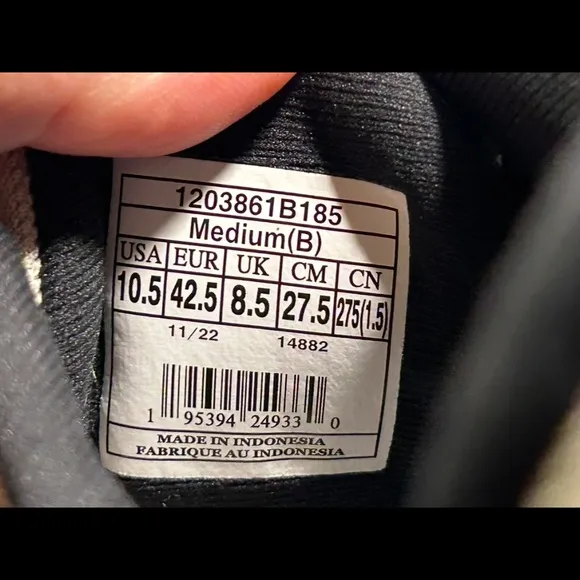 1203861B185
Medium(B)
USA EUR UK CM CN
10.5 42.5 8.5 27.5 275(1.5)
11/22 14882
1 95394 24933 0
MADE IN INDONESIA
FABRIQUE AU INDONESIA